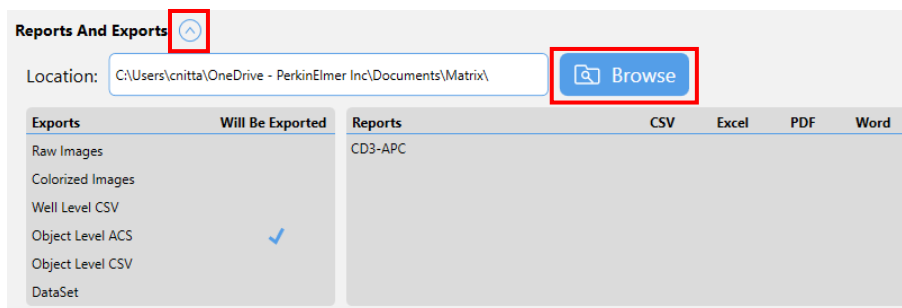 Reports And Exports
Location: C:\Users\cnitta\OneDrive - PerkinElmer Inc\Documents\Matrix\ Browse
Exports Will Be Exported Reports CSV Excel PDF Word
Raw Images CD3-APC
Colorized Images
Well Level CSV
Object Level ACS
Object Level CSV
DataSet